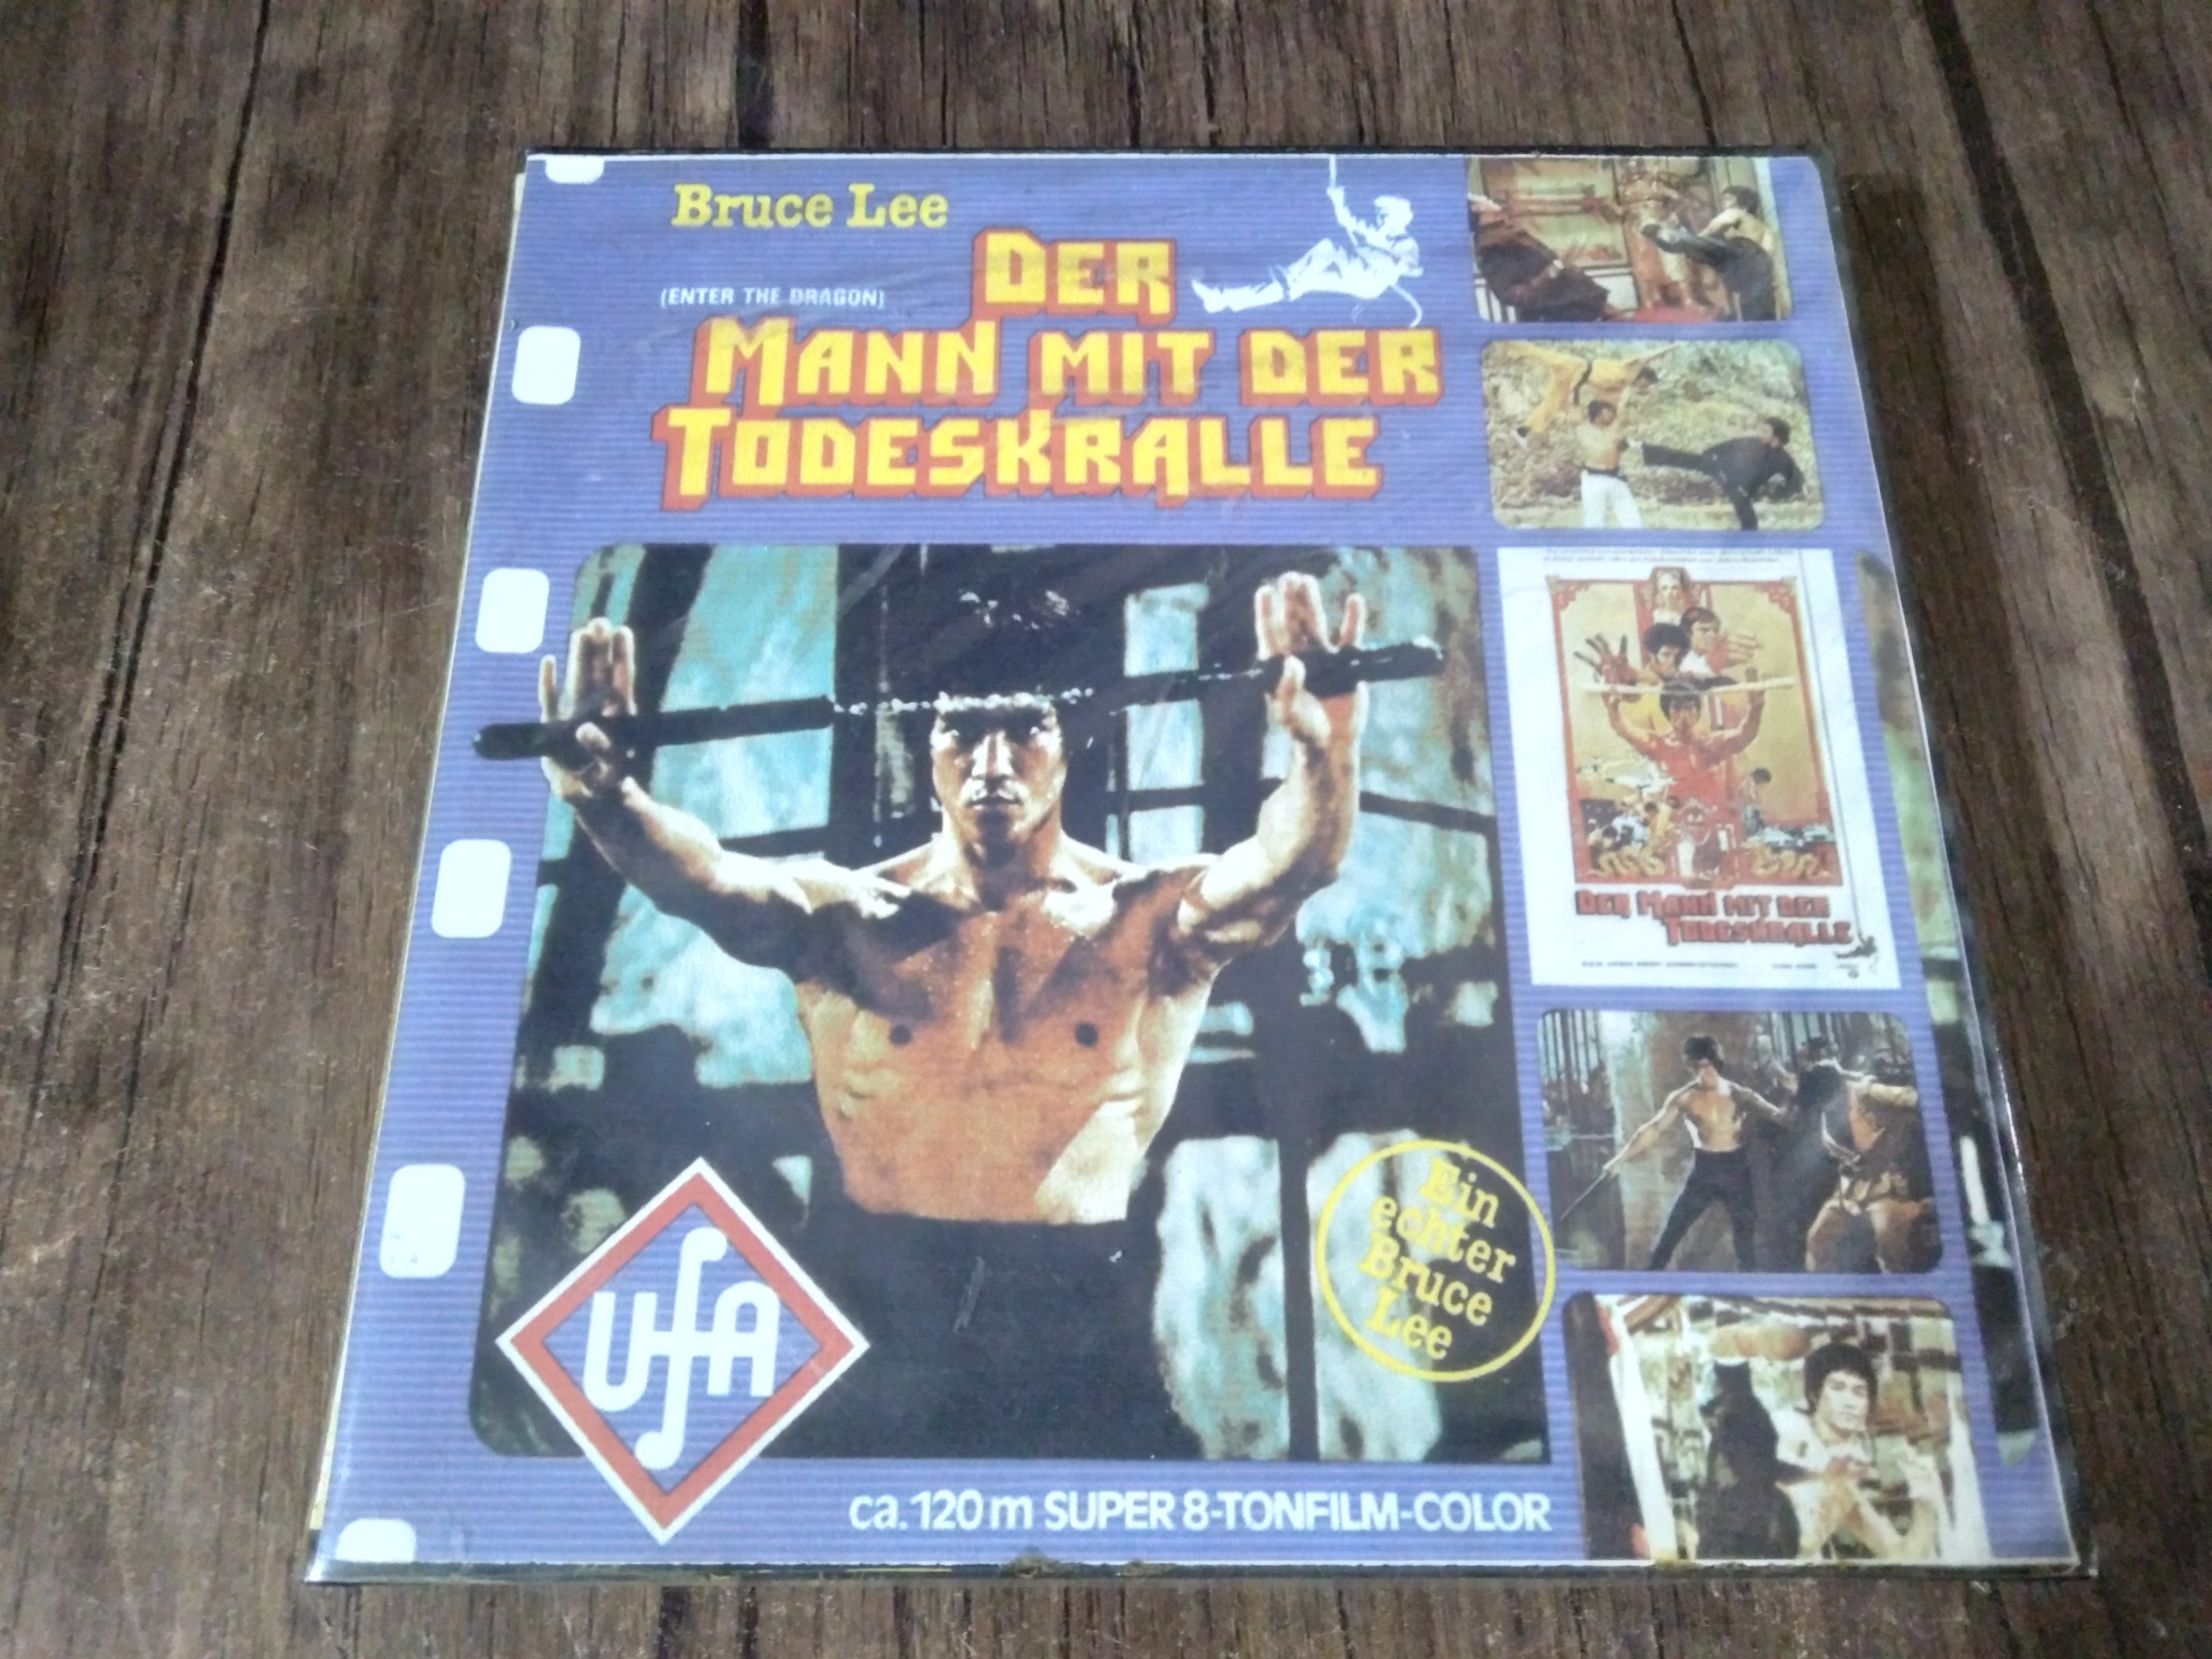 Bruce Lee
(ENTER THE DRAGON)
DER
MANN MIT DER
TODESKRALLE
DER MANN MIT DER
TODESKRALLE
Ein
echter
Bruce
Lee
UfA
ca. 120 m SUPER 8-TONFILM-COLOR